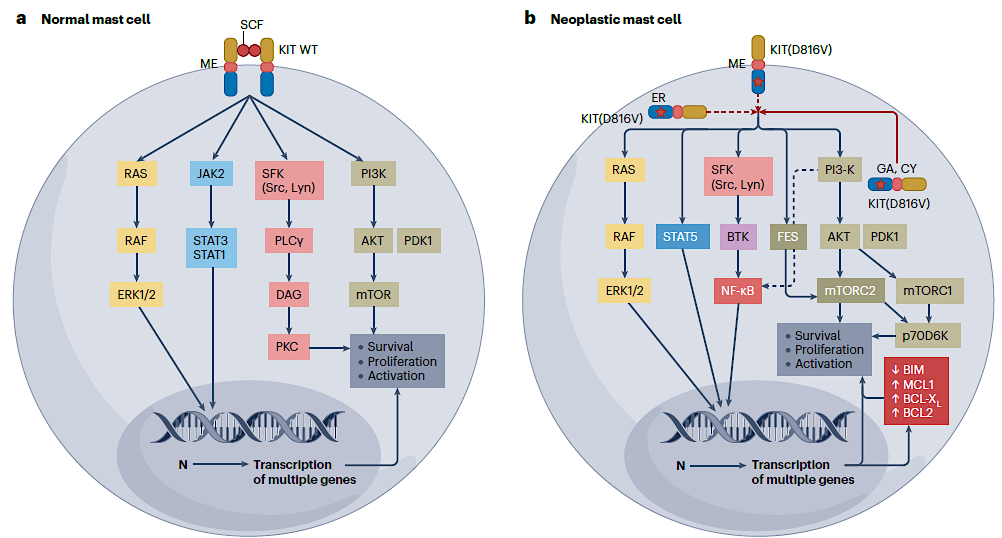 a Normal mast cell
SCF
KIT WT
ME
RAS
JAK2
SFK
(Src, Lyn)
PI3K
RAF
STAT3
STAT1
PLCγ
AKT
PDK1
ERK1/2
DAG
mTOR
PKC
• Survival
• Proliferation
• Activation
N
Transcription
of multiple genes
b Neoplastic mast cell
KIT(D816V)
ME
ER
KIT(D816V)
RAS
SFK
(Src, Lyn)
PI3-K
GA, CY
KIT(D816V)
RAF
STAT5
BTK
FES
AKT
PDK1
ERK1/2
NF-κB
mTORC2
mTORC1
• Survival
• Proliferation
• Activation
p70D6K
↓ BIM
↑ MCL1
↑ BCL-XL
↑ BCL2
N
Transcription
of multiple genes